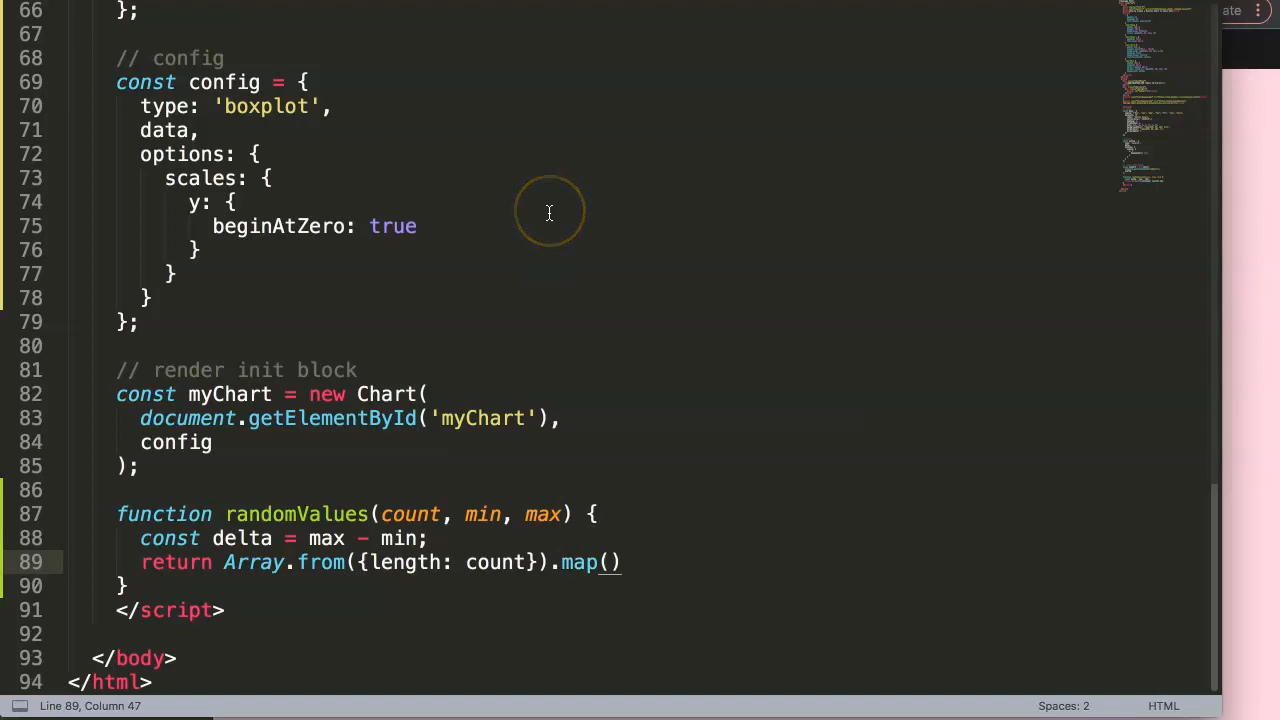 66 };
67
68 // config
69 const config = {
70 type: 'boxplot',
71 data,
72 options: {
73 scales: {
74 y: {
75 beginAtZero: true
76 }
77 }
78 }
79 };
80
81 // render init block
82 const myChart = new Chart(
83 document.getElementById('myChart'),
84 config
85 );
86
87 function randomValues(count, min, max) {
88 const delta = max - min;
89 return Array.from({length: count}).map()
90 }
91 </script>
92
93 </body>
94 </html>
Line 89, Column 47
Spaces: 2
HTML
ate